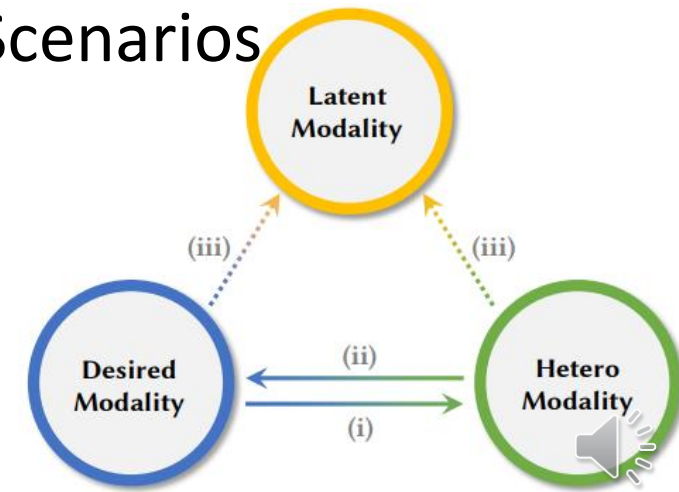 Scenarios
Latent
Modality
(iii)
(iii)
Desired
Modality
(ii)
(i)
Hetero
Modality